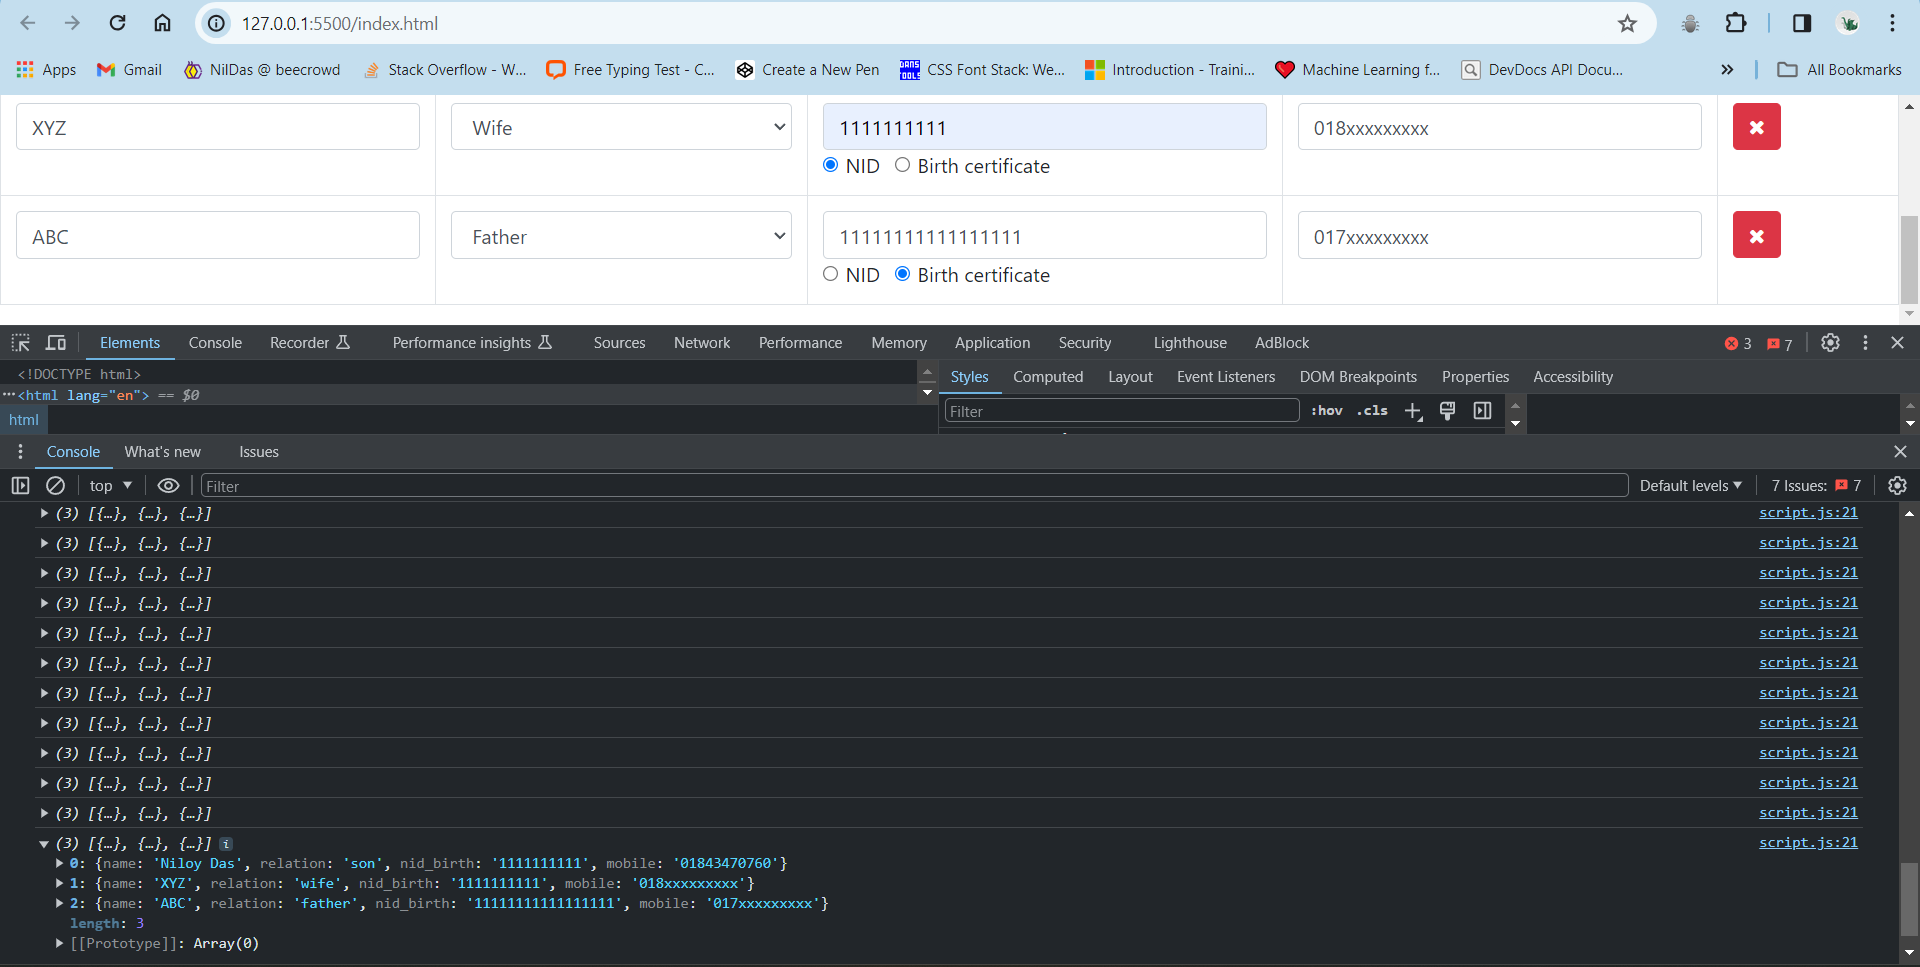 127.0.0.1:5500/index.html
Apps Gmail NilDas @ beecrowd Stack Overflow - W... Free Typing Test - C... Create a New Pen CSS Font Stack: We... Introduction - Traini... Machine Learning f... DevDocs API Docu... » All Bookmarks
XYZ Wife 1111111111 018xxxxxxxxx
NID Birth certificate
ABC Father 11111111111111111 017xxxxxxxxx
NID Birth certificate
Elements Console Recorder Performance insights Sources Network Performance Memory Application Security Lighthouse AdBlock 3 7
<!DOCTYPE html>
Styles Computed Layout Event Listeners DOM Breakpoints Properties Accessibility
···<html lang="en"> == $0
Filter :hov .cls
html
Console What's new Issues
top Filter Default levels 7 Issues: 7
(3) [{…}, {…}, {…}] script.js:21
(3) [{…}, {…}, {…}] script.js:21
(3) [{…}, {…}, {…}] script.js:21
(3) [{…}, {…}, {…}] script.js:21
(3) [{…}, {…}, {…}] script.js:21
(3) [{…}, {…}, {…}] script.js:21
(3) [{…}, {…}, {…}] script.js:21
(3) [{…}, {…}, {…}] script.js:21
(3) [{…}, {…}, {…}] script.js:21
(3) [{…}, {…}, {…}] script.js:21
(3) [{…}, {…}, {…}] script.js:21
(3) [{…}, {…}, {…}] i script.js:21
0: {name: 'Niloy Das', relation: 'son', nid_birth: '1111111111', mobile: '01843470760'}
1: {name: 'XYZ', relation: 'wife', nid_birth: '1111111111', mobile: '018xxxxxxxxx'}
2: {name: 'ABC', relation: 'father', nid_birth: '11111111111111111', mobile: '017xxxxxxxxx'}
length: 3
[[Prototype]]: Array(0)